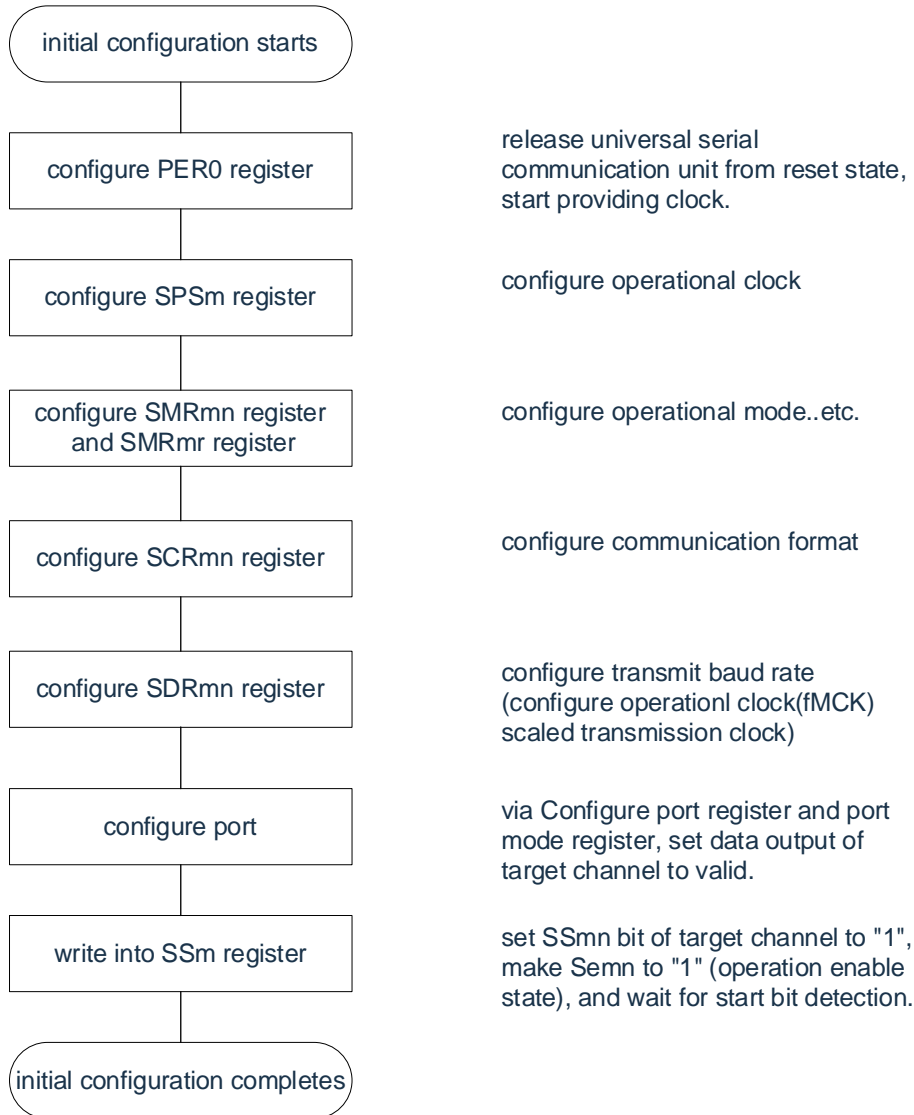 initial configuration starts
configure PER0 register
release universal serial
communication unit from reset state,
start providing clock.
configure SPSm register
configure operational clock
configure SMRmn register
and SMRmr register
configure operational mode..etc.
configure SCRmn register
configure communication format
configure SDRmn register
configure transmit baud rate
(configure operationl clock(fMCK)
scaled transmission clock)
configure port
via Configure port register and port
mode register, set data output of
target channel to valid.
write into SSm register
set SSmn bit of target channel to "1",
make Semn to "1" (operation enable
state), and wait for start bit detection.
initial configuration completes